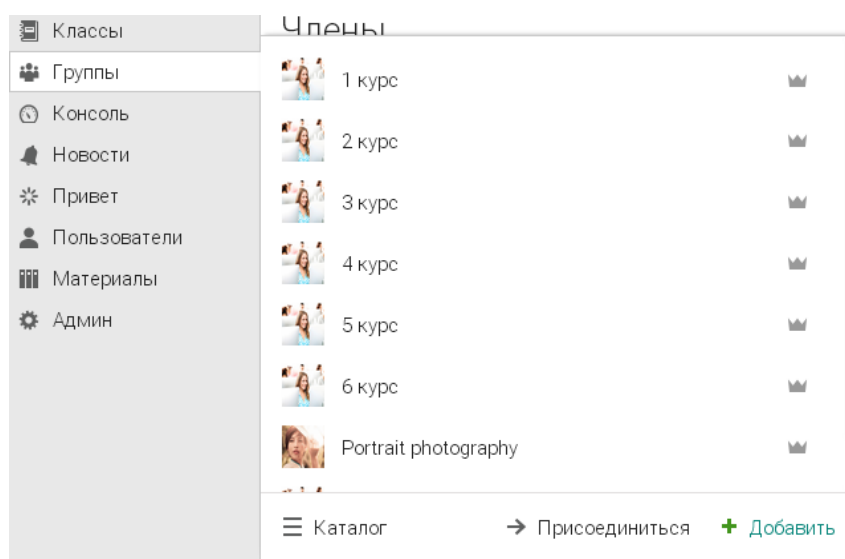 Члены
Классы
Группы
Консоль
Новости
Привет
Пользователи
Материалы
Админ
1 курс
2 курс
3 курс
4 курс
5 курс
6 курс
Portrait photography
Каталог
Присоединиться
Добавить